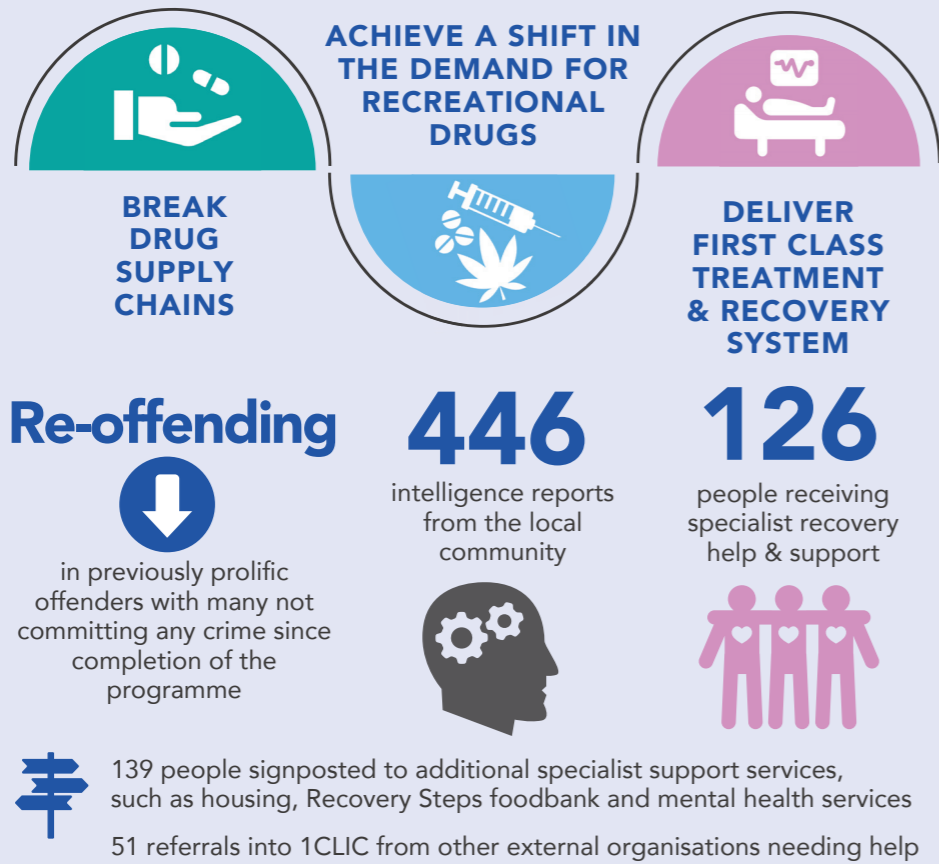 BREAK
DRUG
SUPPLY
CHAINS
ACHIEVE A SHIFT IN
THE DEMAND FOR
RECREATIONAL
DRUGS
DELIVER
FIRST CLASS
TREATMENT
& RECOVERY
SYSTEM
Re-offending
in previously prolific
offenders with many not
committing any crime since
completion of the
programme
446
intelligence reports
from the local
community
126
people receiving
specialist recovery
help & support
139 people signposted to additional specialist support services,
such as housing, Recovery Steps foodbank and mental health services
51 referrals into 1CLIC from other external organisations needing help